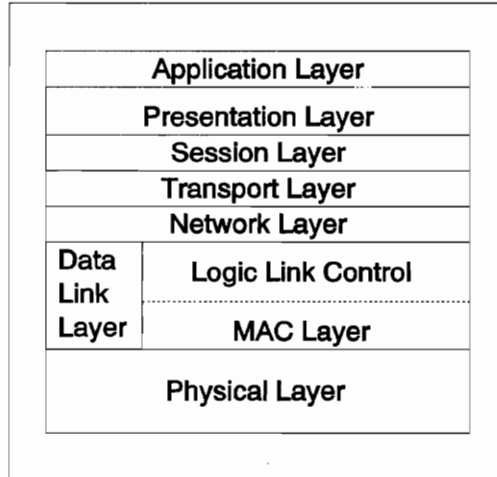 Application Layer
Presentation Layer
Session Layer
Transport Layer
Network Layer
Data
Link
Layer
Logic Link Control
MAC Layer
Physical Layer